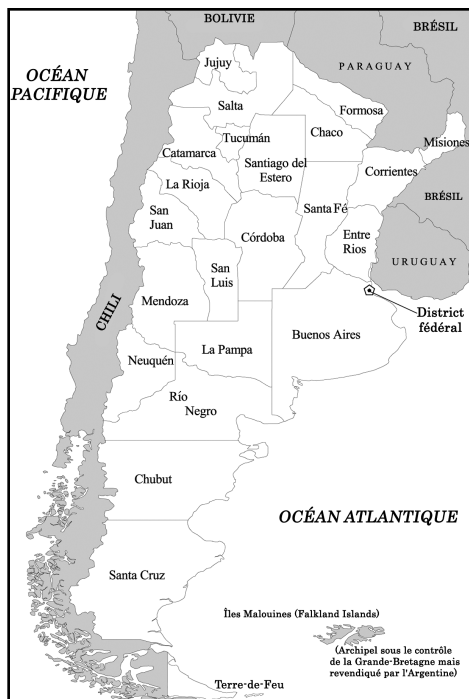 BOLIVIE
BRÉSIL
OCÉAN
PACIFIQUE
Jujuy
PARAGUAY
Salta
Formosa
Chaco
Tucumán
Misiones
Catamarca
Santiago del
Estero
Corrientes
La Rioja
BRÉSIL
San
Juan
Santa Fé
Córdoba
Entre
Rios
URUGUAY
San
Luis
CHILI
Mendoza
District
fédéral
Buenos Aires
La Pampa
Neuquén
Río
Negro
Chubut
OCÉAN ATLANTIQUE
Santa Cruz
Îles Malouines (Falkland Islands)
(Archipel sous le contrôle
de la Grande-Bretagne mais
revendiqué par l'Argentine)
Terre-de-Feu